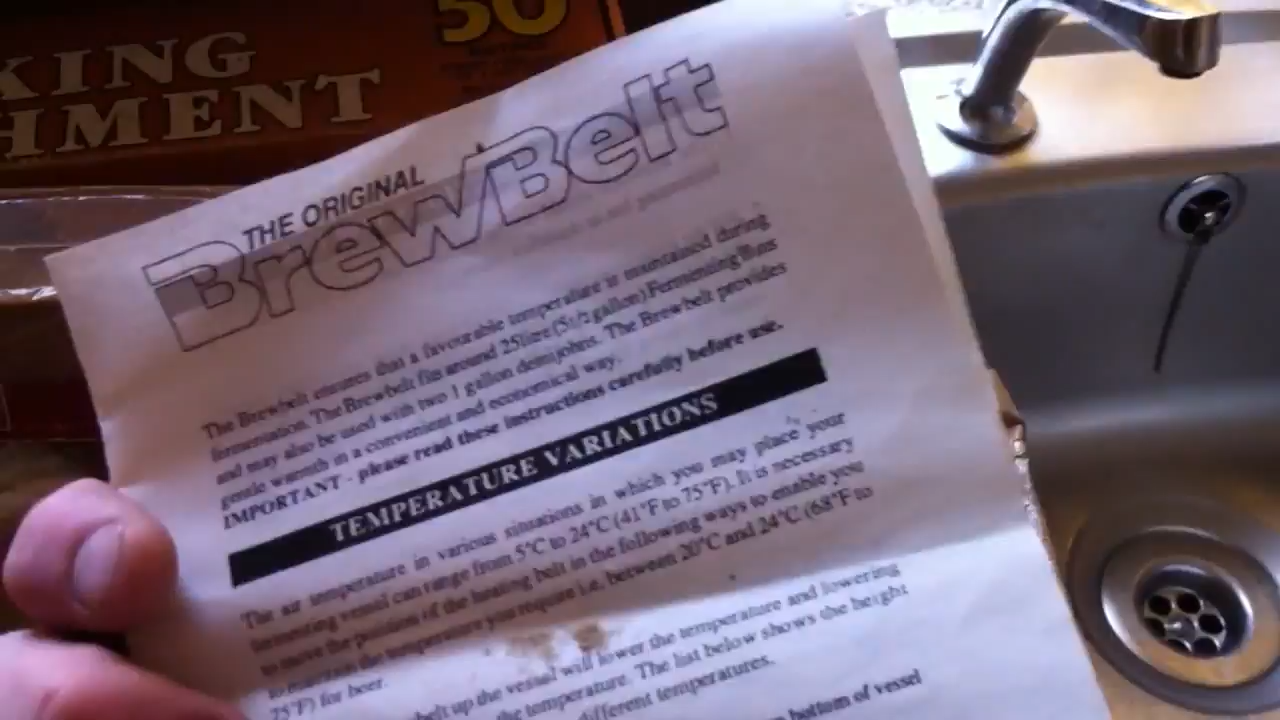 KING
HMENT
50
THE ORIGINAL
BrewBelt
The Brewbelt ensures that a favourable temperature is maintained during
fermentation. The Brewbelt fits around 25litre (5 1/2 gallon) Fermenting Bins
and may also be used with two 1 gallon demijohns. The Brewbelt provides
gentle warmth in a convenient and economical way.
IMPORTANT - please read these instructions carefully before use.
TEMPERATURE VARIATIONS
The air temperature in various situations in which you may place your
fermenting vessel can range from 5°C to 24°C (41°F to 75°F). It is necessary
to move the position of the heating belt in the following ways to enable you
to maintain the temperature you require i.e. between 20°C and 24°C (68°F to
75°F) for beer.
belt up the vessel will lower the temperature and lowering
the temperature. The list below shows the height
different temperatures.
bottom of vessel